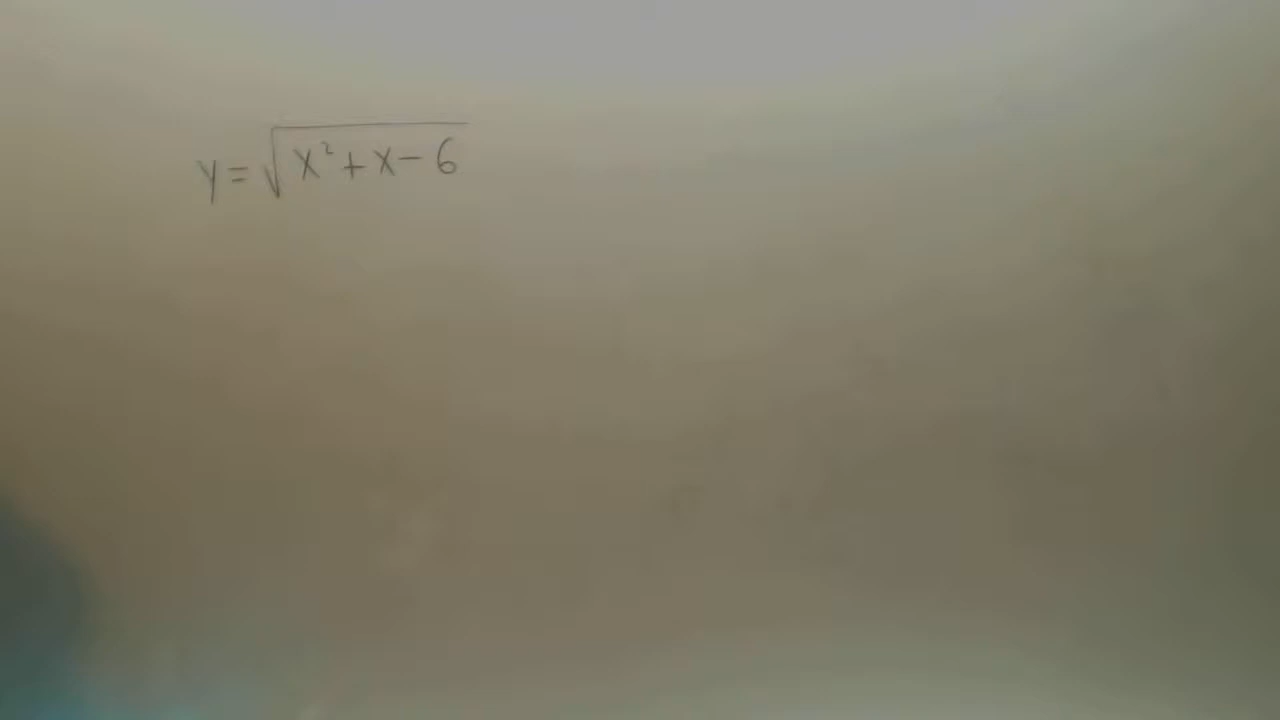 y = √(x² + x − 6)